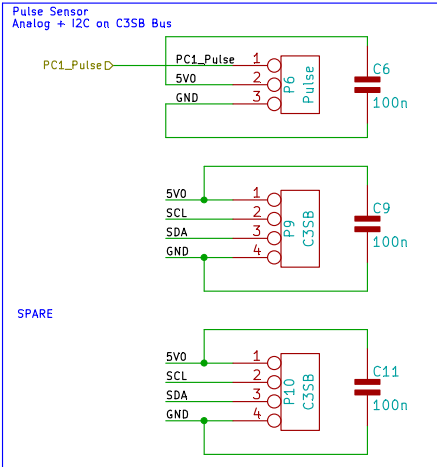 Pulse Sensor
Analog + I2C on C3SB Bus
PC1_Pulse
PC1_Pulse 1
5V0 2
GND 3
P6
Pulse
C6
100n
5V0 1
SCL 2
SDA 3
GND 4
P9
C3SB
C9
100n
SPARE
5V0 1
SCL 2
SDA 3
GND 4
P10
C3SB
C11
100n